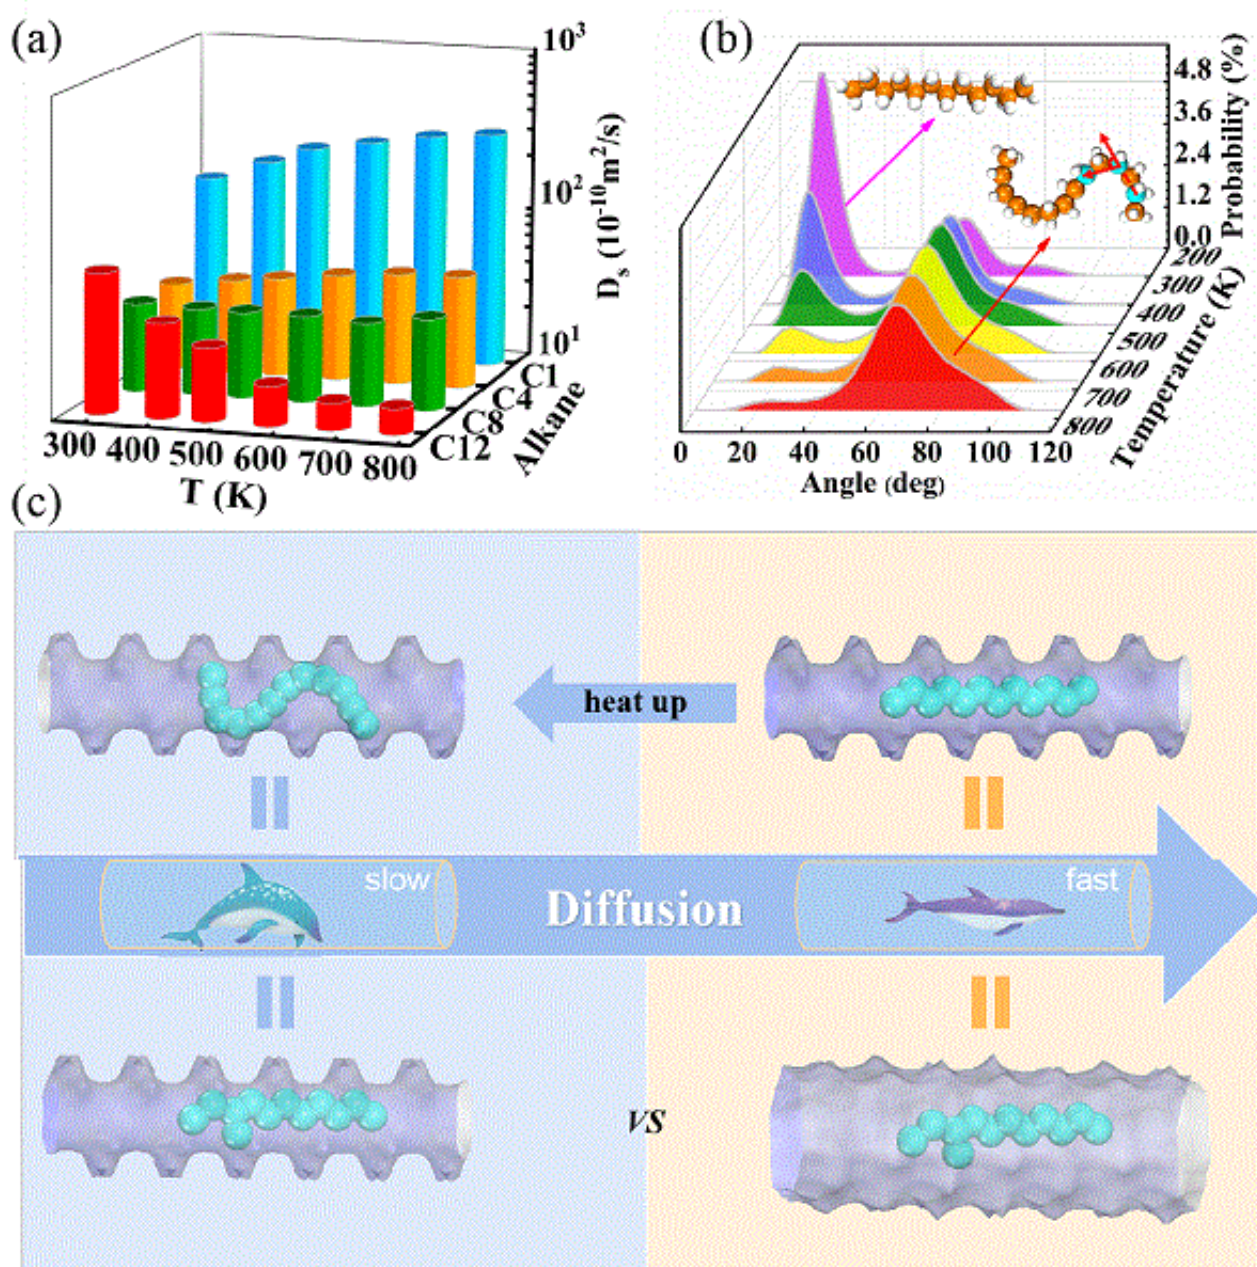 (a)
10³
10²
10¹
Dₛ (10⁻¹⁰m²/s)
C1
C4
C8
C12
Alkane
300 400 500 600 700 800
T (K)
(b)
4.8
3.6
2.4
1.2
0.0
Probability (%)
200
300
400
500
600
700
800
Temperature (K)
0 20 40 60 80 100 120
Angle (deg)
(c)
heat up
slow
Diffusion
fast
VS